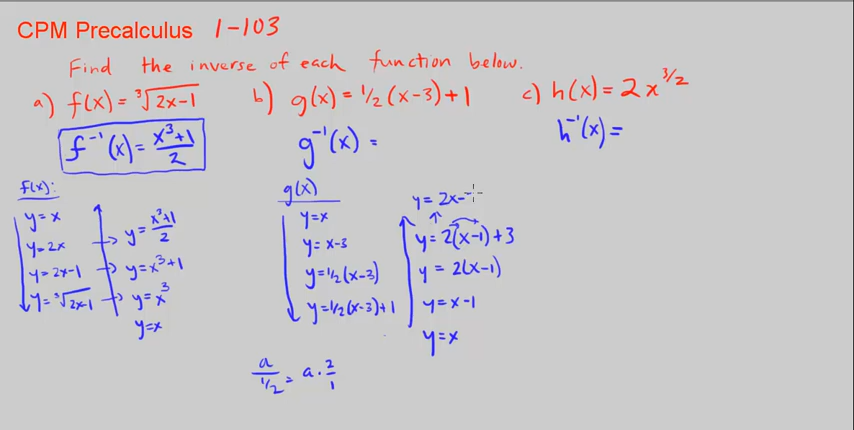 CPM Precalculus 1-103
Find the inverse of each function below.
a) f(x) = ³√(2x-1) b) g(x) = 1/2 (x-3) + 1 c) h(x) = 2x^(3/2)
f⁻¹(x) = (x³+1)/2 g⁻¹(x) = h⁻¹(x) =
f(x):
y=x
y=2x → y = (x³+1)/2
y=2x-1 → y=x³+1
y=³√(2x-1) → y=x³
y=x
g(x)
y=x
y=x-3
y=1/2(x-3)
y=1/2(x-3)+1
y=2x-
y=2(x-1)+3
y=2(x-1)
y=x-1
y=x
a/(1/2) = a · 2/1